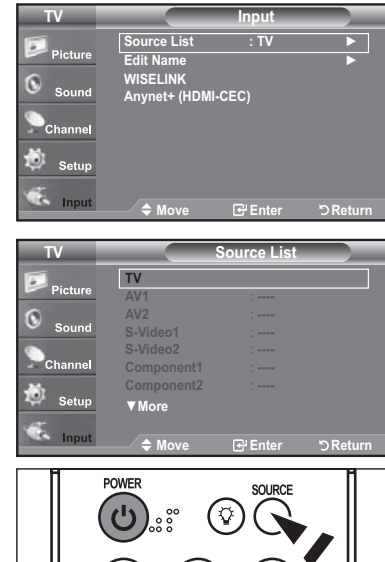 TV Input
Picture
Sound
Channel
Setup
Input
Source List : TV ►
Edit Name ►
WISELINK
Anynet+ (HDMI-CEC)
Move Enter Return
TV Source List
Picture
Sound
Channel
Setup
Input
TV
AV1 : ----
AV2 : ----
S-Video1 : ----
S-Video2 : ----
Component1 : ----
Component2 : ----
▼More
Move Enter Return
POWER SOURCE